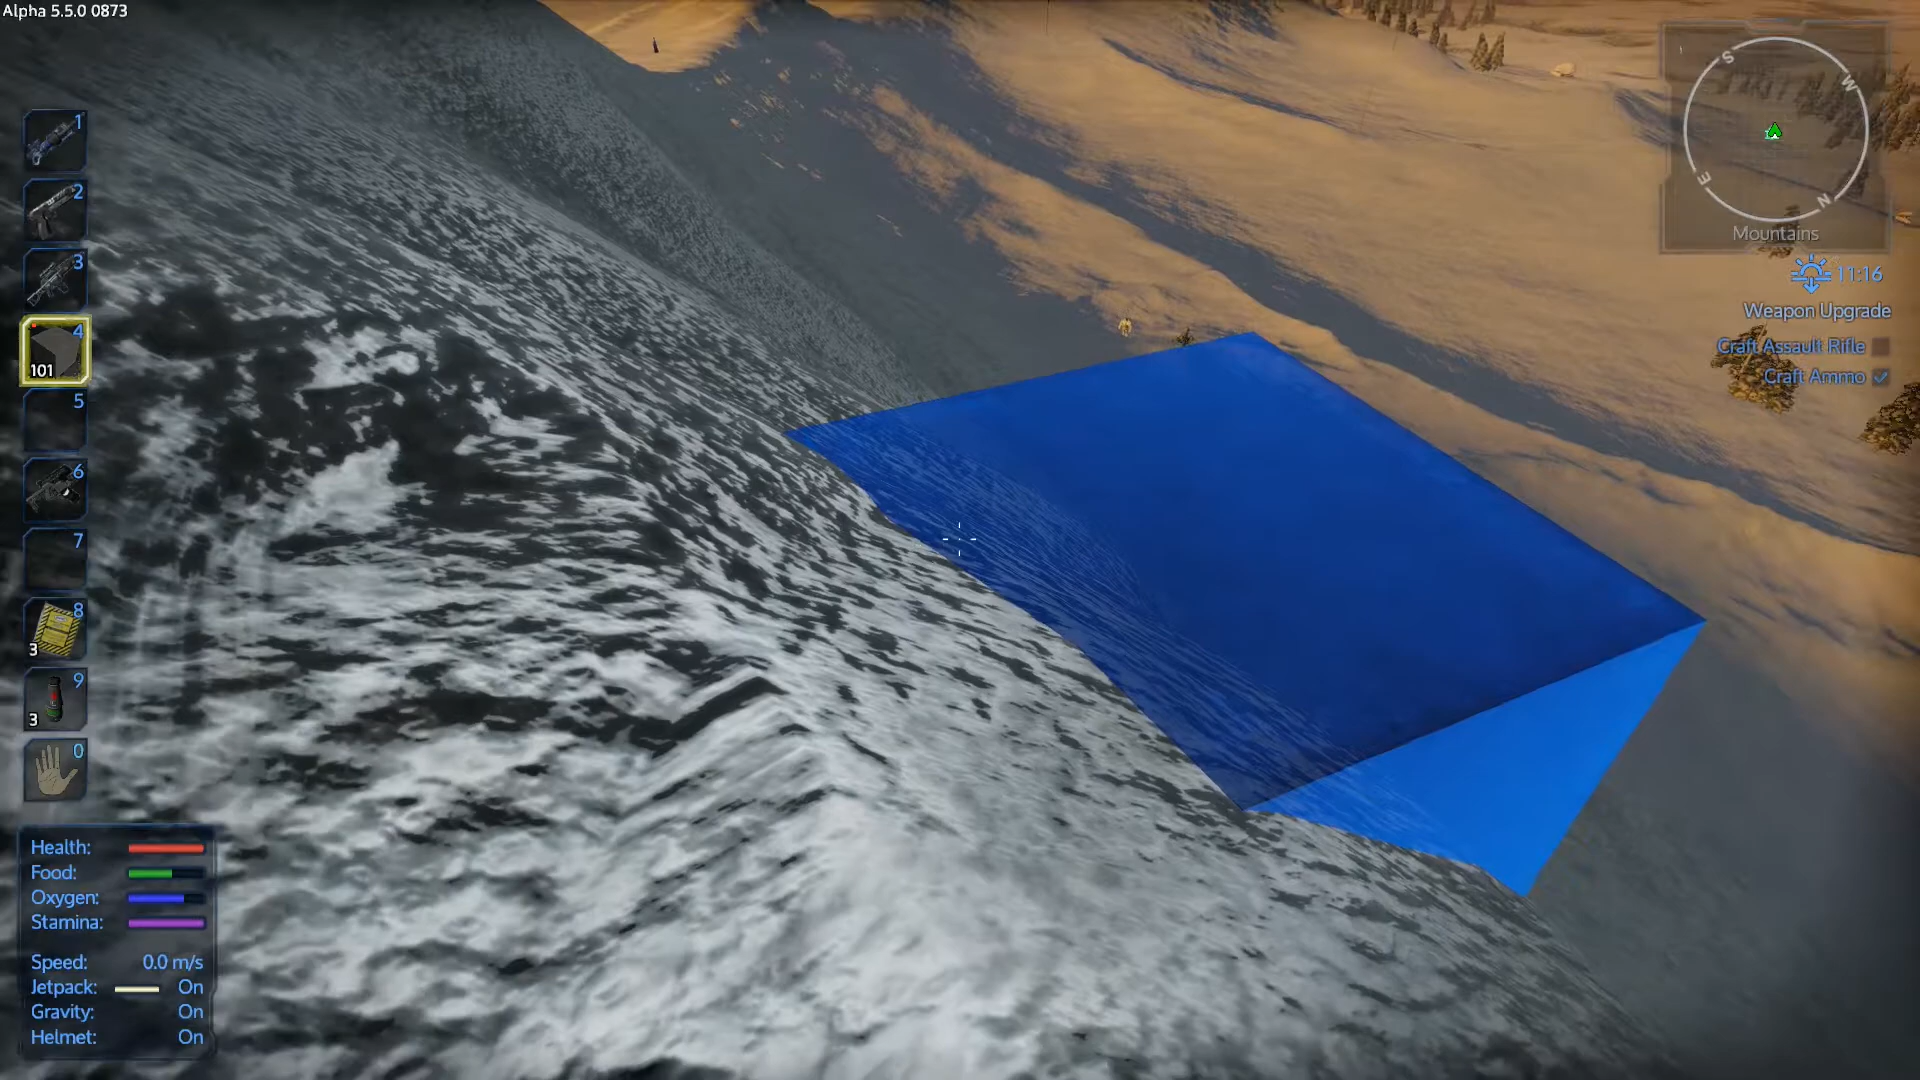 Alpha 5.5.0 0873
1
2
3
4
101
5
6
7
8
3
9
3
0
Health:
Food:
Oxygen:
Stamina:
Speed: 0.0 m/s
Jetpack: On
Gravity: On
Helmet: On
S
W
E
N
Mountains
11:16
Weapon Upgrade
Craft Assault Rifle
Craft Ammo